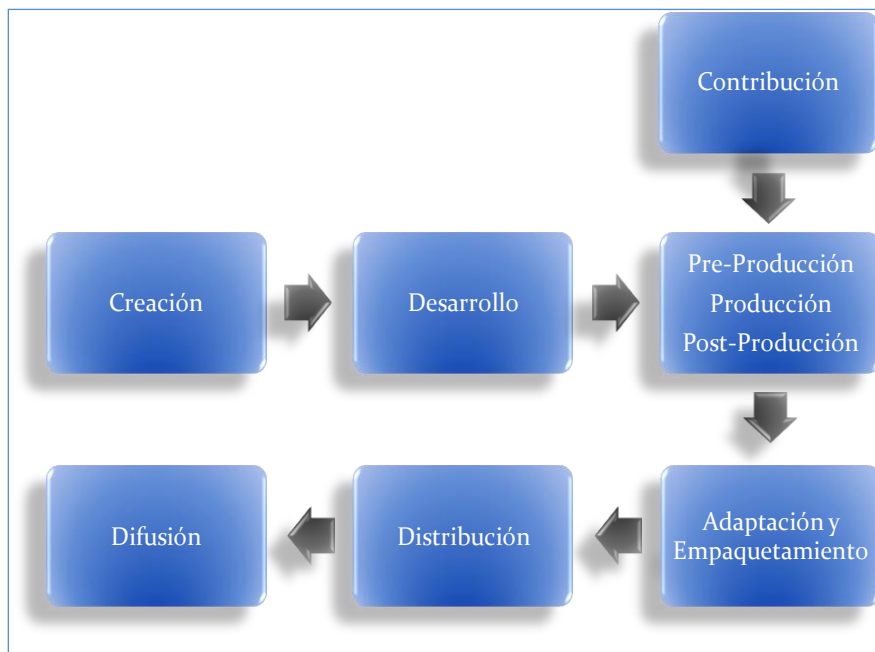 Contribución
Creación
Desarrollo
Pre-Producción
Producción
Post-Producción
Difusión
Distribución
Adaptación y
Empaquetamiento